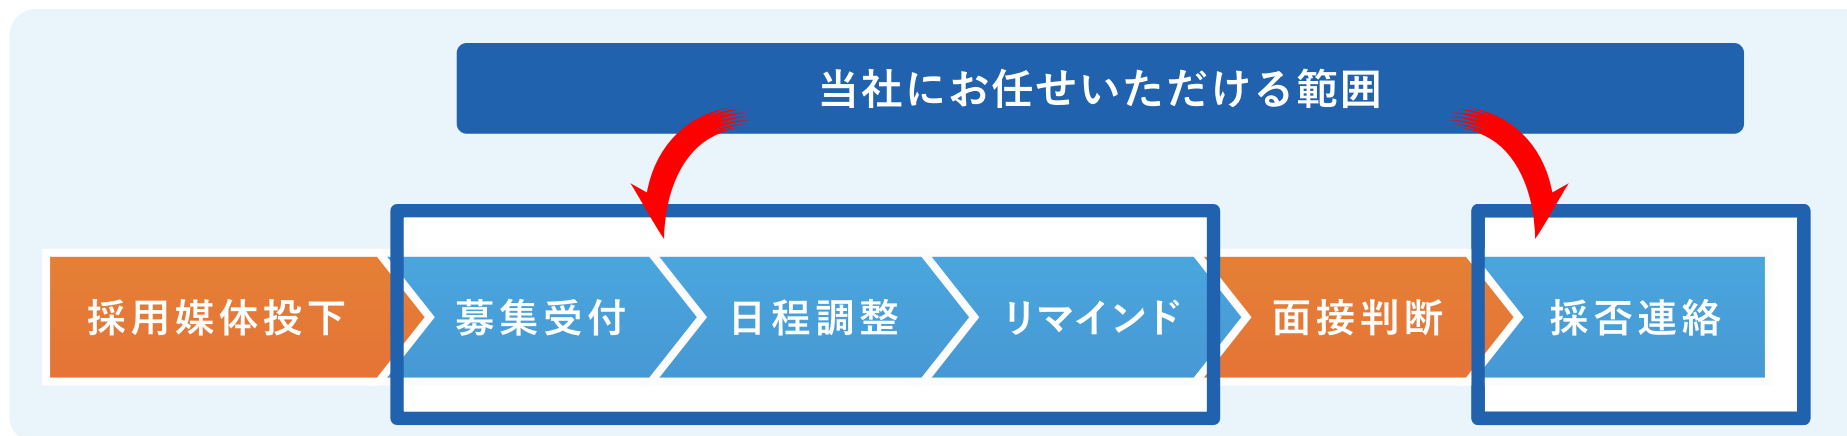 当社にお任せいただける範囲
採用媒体投下
募集受付
日程調整
リマインド
面接判断
採否連絡